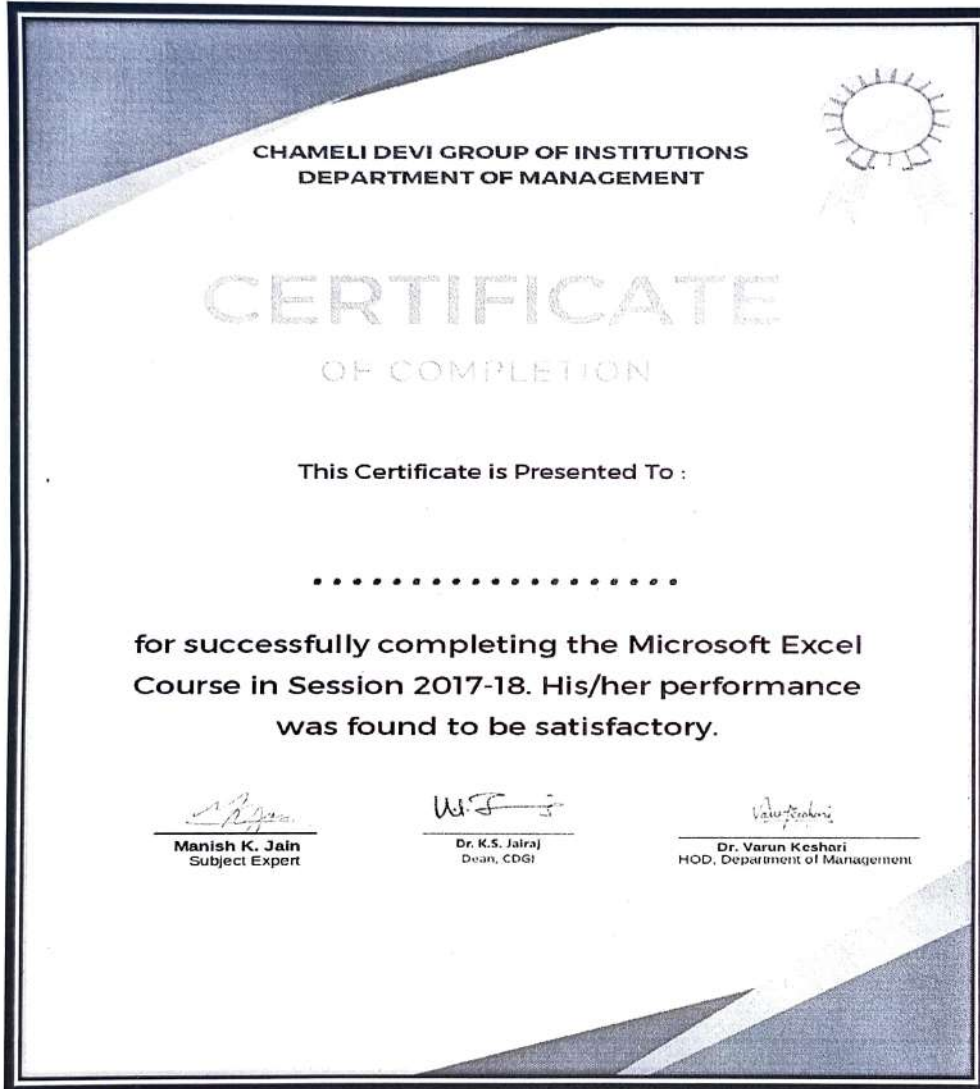 CHAMELI DEVI GROUP OF INSTITUTIONS
DEPARTMENT OF MANAGEMENT
CERTIFICATE
OF COMPLETION
This Certificate is Presented To :
...................
for successfully completing the Microsoft Excel
Course in Session 2017-18. His/her performance
was found to be satisfactory.
Manish K. Jain
Subject Expert
Dr. K.S. Jairaj
Dean, CDGI
Dr. Varun Keshari
HOD, Department of Management